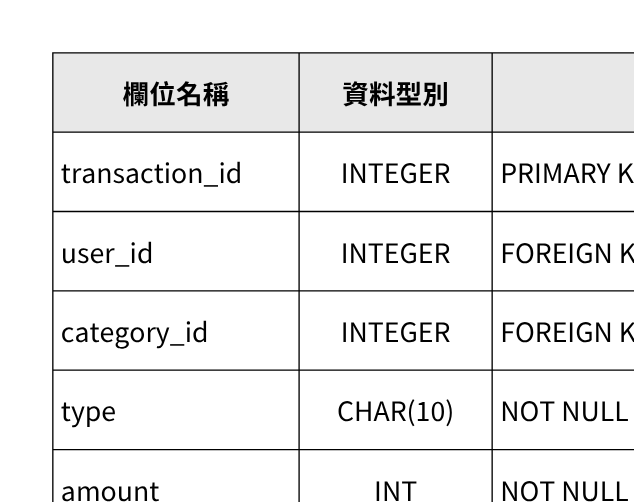 欄位名稱 資料型別
transaction_id INTEGER PRIMARY K
user_id INTEGER FOREIGN K
category_id INTEGER FOREIGN K
type CHAR(10) NOT NULL
amount INT NOT NULL